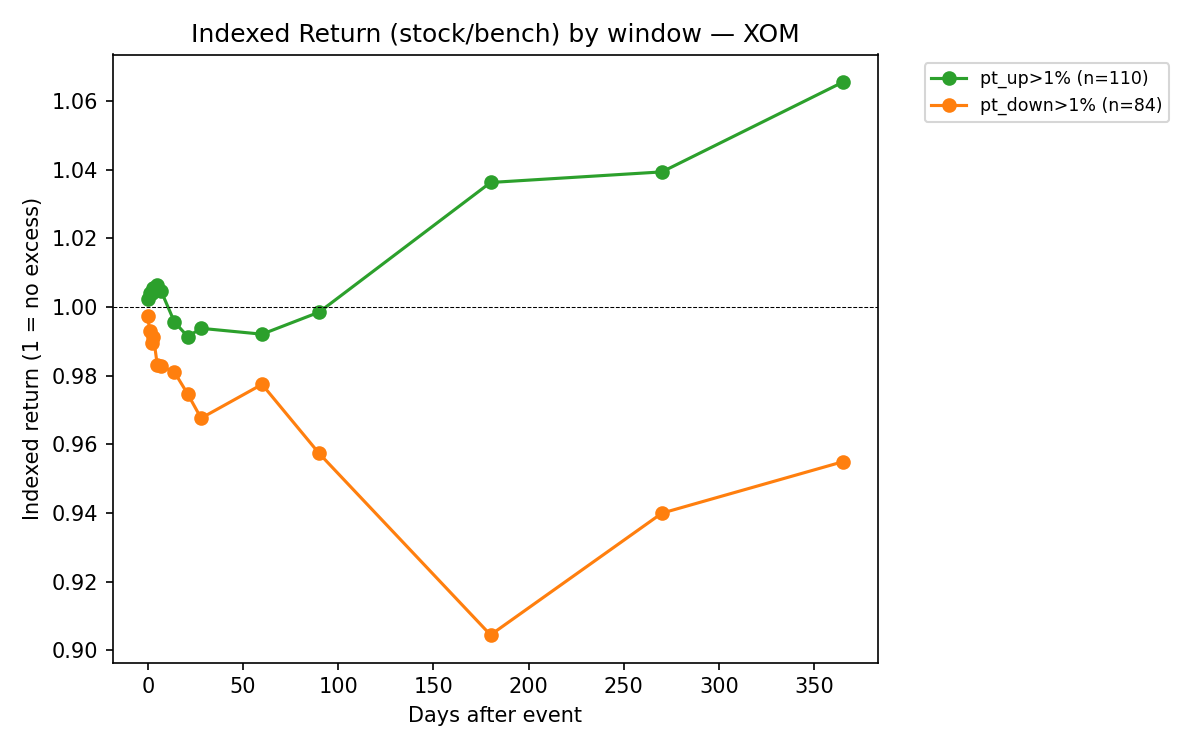 Indexed Return (stock/bench) by window — XOM
pt_up>1% (n=110)
pt_down>1% (n=84)
Indexed return (1 = no excess)
1.06
1.04
1.02
1.00
0.98
0.96
0.94
0.92
0.90
0 50 100 150 200 250 300 350
Days after event